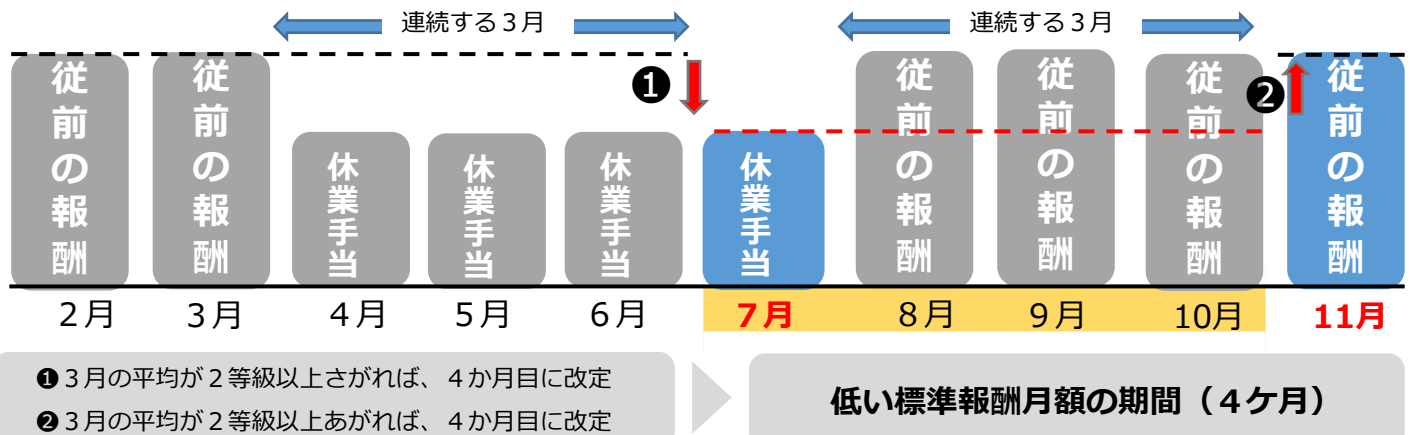 連続する３月
連続する３月
従前の報酬
従前の報酬
休業手当
休業手当
休業手当
❶
休業手当
従前の報酬
従前の報酬
従前の報酬
❷
従前の報酬
２月
３月
４月
５月
６月
７月
８月
９月
10月
11月
❶３月の平均が２等級以上さがれば、４か月目に改定
❷３月の平均が２等級以上あがれば、４か月目に改定
低い標準報酬月額の期間（４ケ月）